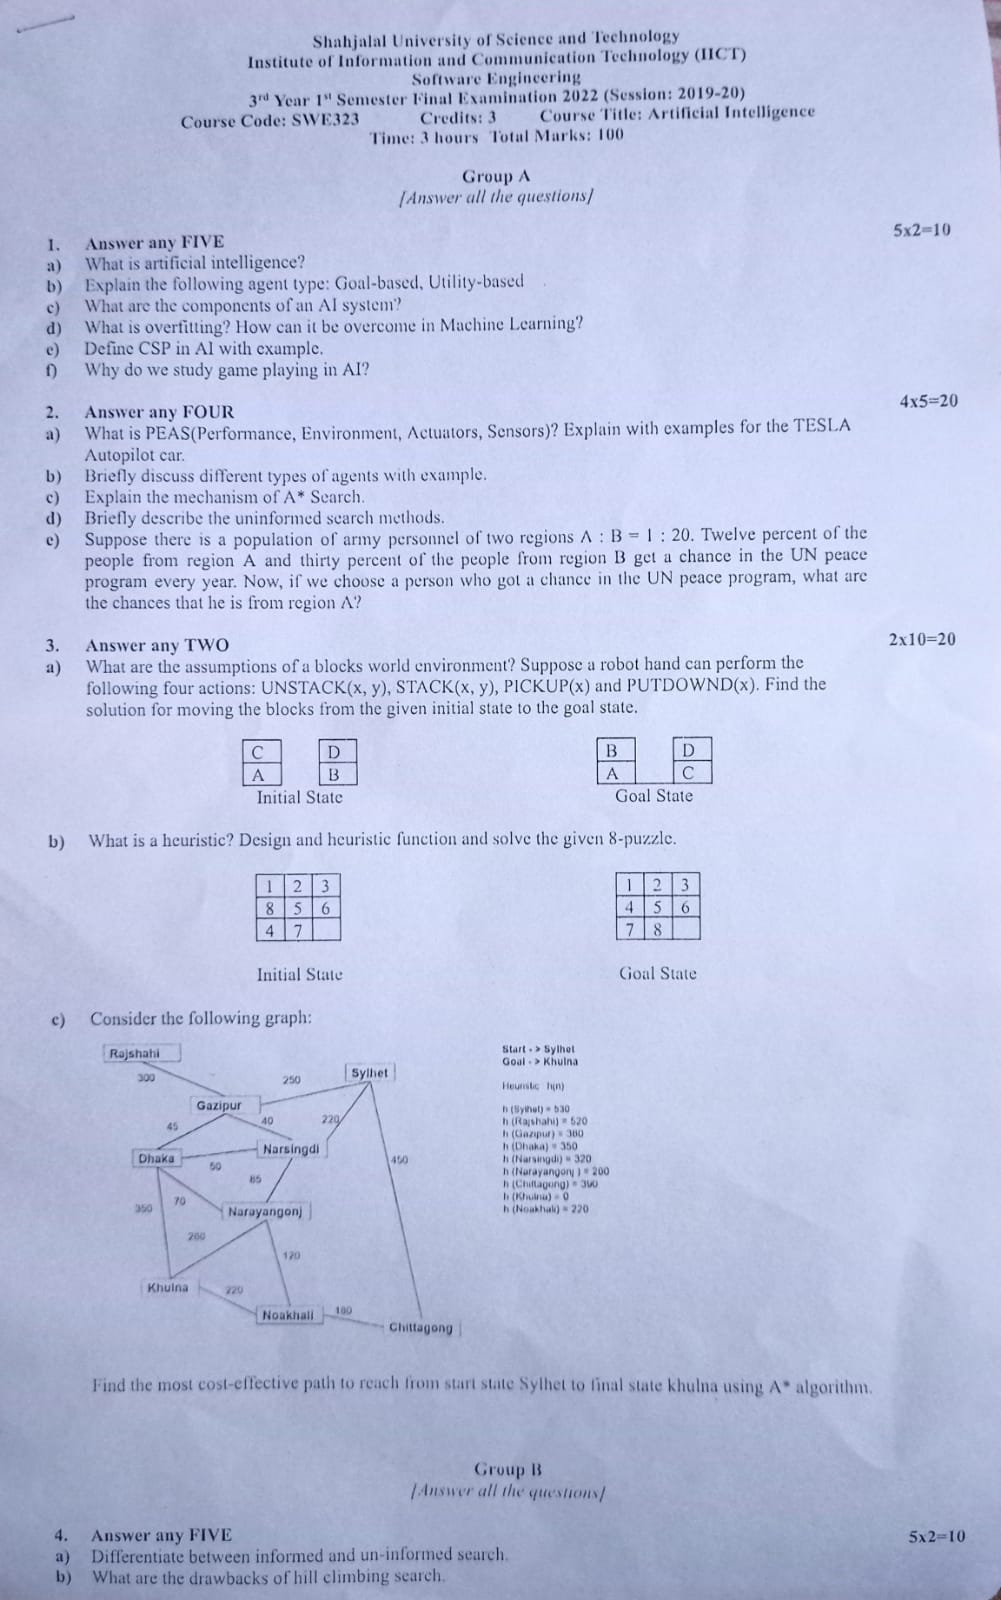 Shahjalal University of Science and Technology
Institute of Information and Communication Technology (IICT)
Software Engineering
3rd Year 1st Semester Final Examination 2022 (Session: 2019-20)
Course Code: SWE323 Credits: 3 Course Title: Artificial Intelligence
Time: 3 hours Total Marks: 100
Group A
[Answer all the questions]
1. Answer any FIVE 5x2=10
a) What is artificial intelligence?
b) Explain the following agent type: Goal-based, Utility-based
c) What are the components of an AI system?
d) What is overfitting? How can it be overcome in Machine Learning?
e) Define CSP in AI with example.
f) Why do we study game playing in AI?
2. Answer any FOUR 4x5=20
a) What is PEAS(Performance, Environment, Actuators, Sensors)? Explain with examples for the TESLA
Autopilot car.
b) Briefly discuss different types of agents with example.
c) Explain the mechanism of A* Search.
d) Briefly describe the uninformed search methods.
e) Suppose there is a population of army personnel of two regions A : B = 1 : 20. Twelve percent of the
people from region A and thirty percent of the people from region B get a chance in the UN peace
program every year. Now, if we choose a person who got a chance in the UN peace program, what are
the chances that he is from region A?
3. Answer any TWO 2x10=20
a) What are the assumptions of a blocks world environment? Suppose a robot hand can perform the
following four actions: UNSTACK(x, y), STACK(x, y), PICKUP(x) and PUTDOWND(x). Find the
solution for moving the blocks from the given initial state to the goal state.
C D B D
A B A C
Initial State Goal State
b) What is a heuristic? Design and heuristic function and solve the given 8-puzzle.
1 2 3 1 2 3
8 5 6 4 5 6
4 7 7 8
Initial State Goal State
c) Consider the following graph:
Rajshahi
300
Sylhet
250
Gazipur
45
40
220
Dhaka
Narsingdi
50
450
85
350
70
Narayangonj
260
120
Khulna
220
Noakhali
100
Chittagong
Start - > Sylhet
Goal - > Khulna
Heuristic h(n)
h (Sylhet) = 530
h (Rajshahi) = 520
h (Gazipur) = 360
h (Dhaka) = 350
h (Narsingdi) = 320
h (Narayangonj ) = 200
h (Chittagong) =
h (Khulna) = 0
h (Noakhali) = 220
Find the most cost-effective path to reach from start state Sylhet to final state khulna using A* algorithm.
Group B
[Answer all the questions]
4. Answer any FIVE 5x2=10
a) Differentiate between informed and un-informed search.
b) What are the drawbacks of hill climbing search.